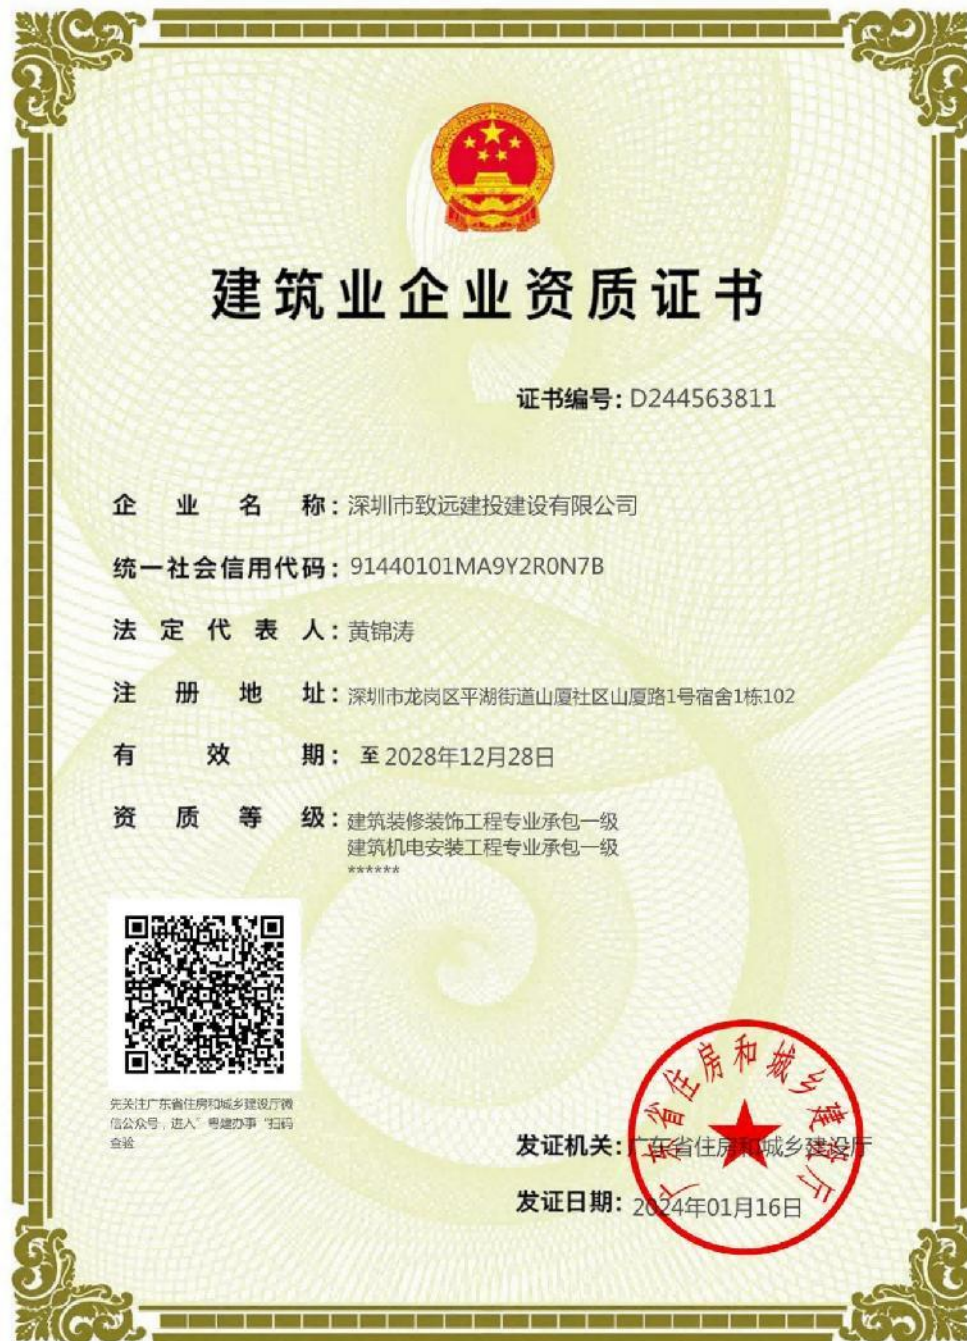 建筑业企业资质证书
证书编号：D244563811
企业名称：深圳市致远建投建设有限公司
统一社会信用代码：91440101MA9Y2R0N7B
法定代表人：黄锦涛
注册地址：深圳市龙岗区平湖街道山厦社区山厦路1号宿舍1栋102
有效期：至 2028年12月28日
资质等级：建筑装修装饰工程专业承包一级
建筑机电安装工程专业承包一级
******
先关注广东省住房和城乡建设厅微
信公众号，进入“粤建办事”扫码
查验
发证机关：广东省住房和城乡建设厅
发证日期：2024年01月16日
广东省住房和城乡建设厅